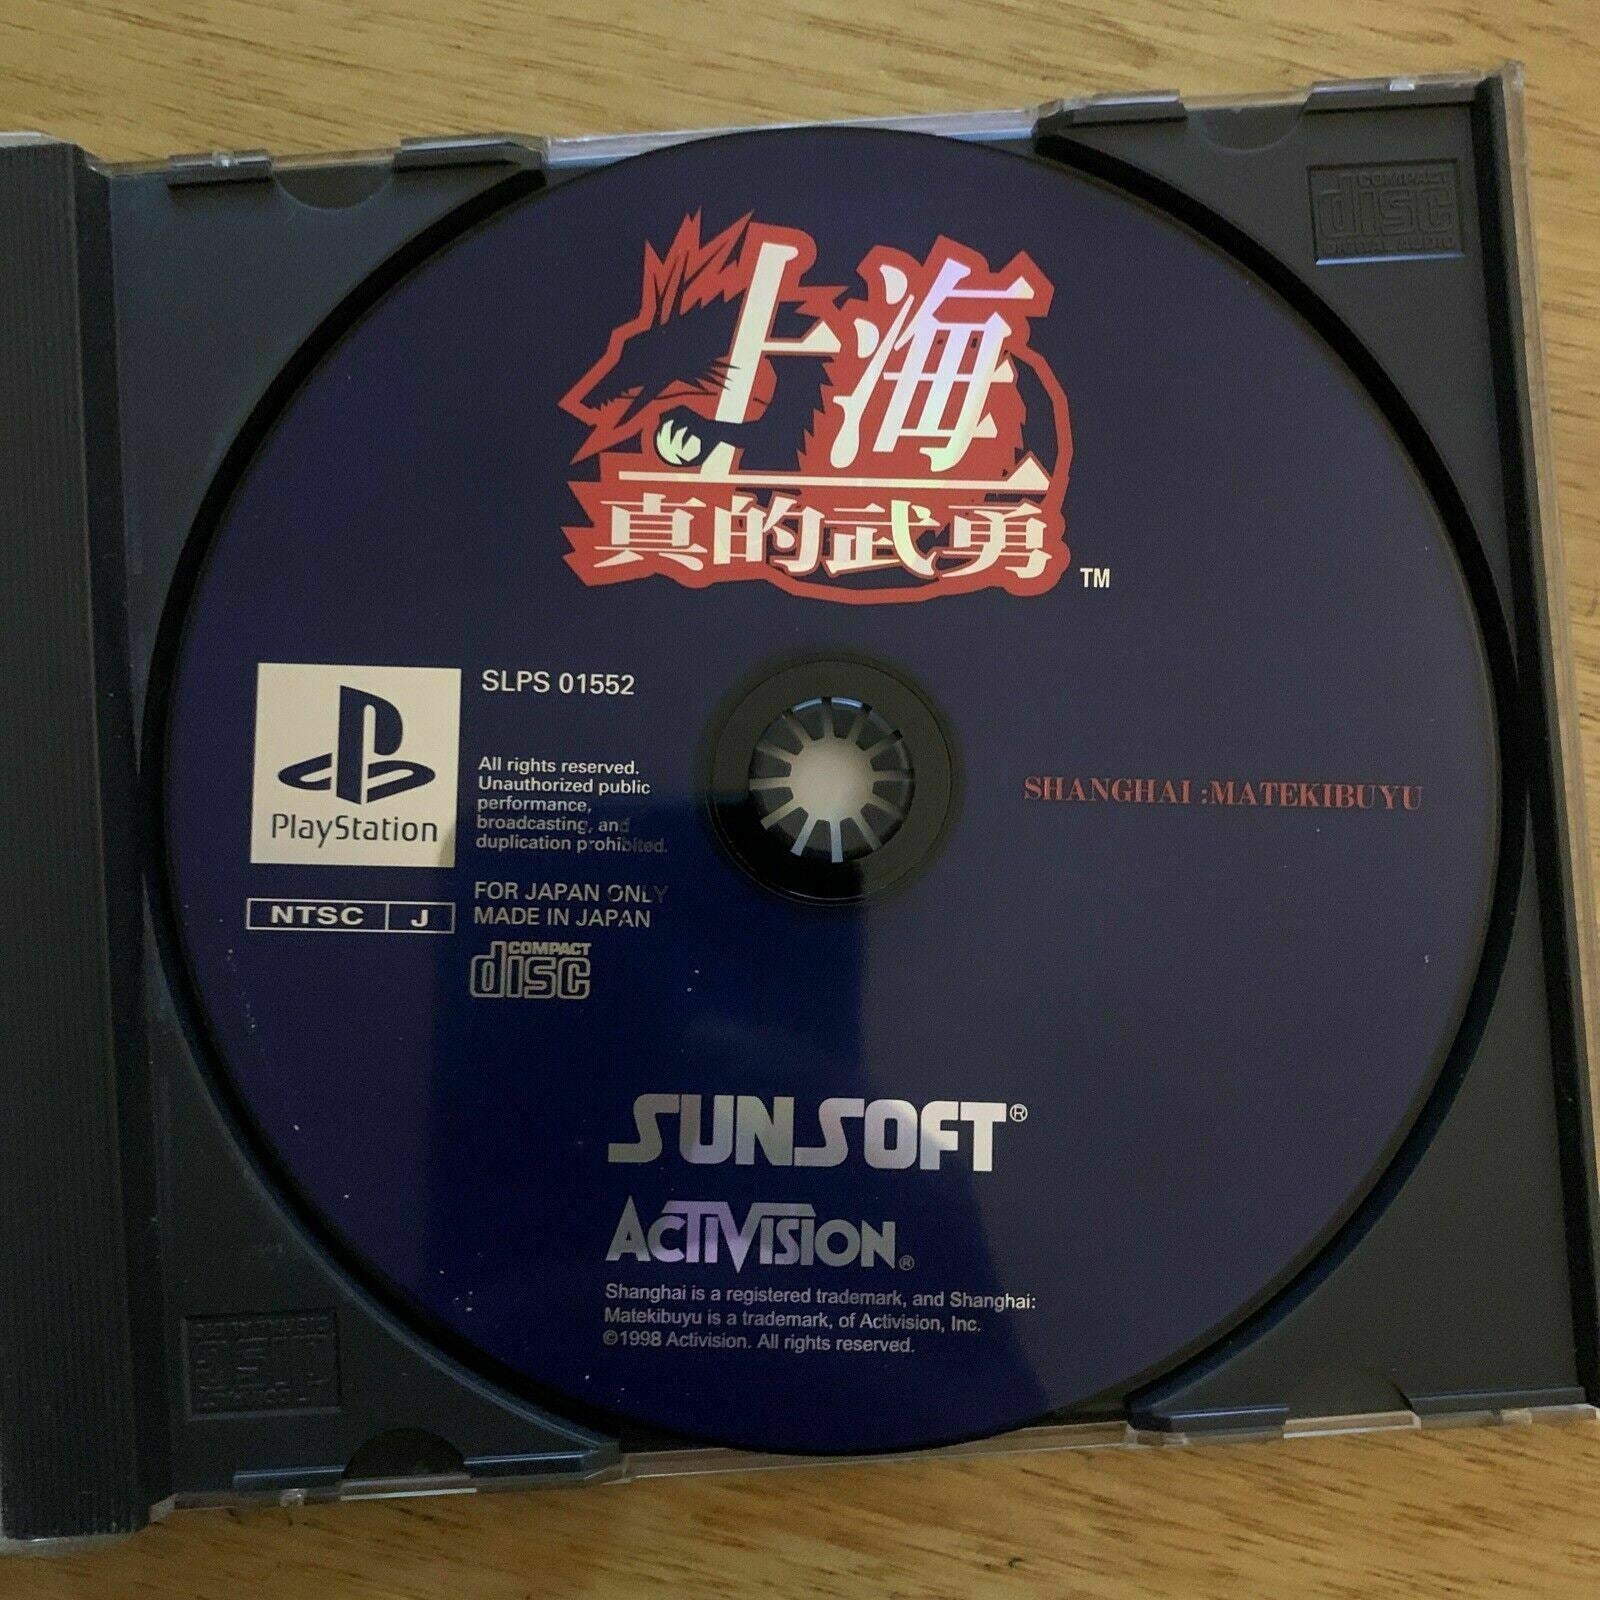 COMPACT
disc
DIGITAL AUDIO
上海
真的武勇
TM
SLPS 01552
PlayStation
All rights reserved.
Unauthorized public
performance,
broadcasting, and
duplication prohibited.
SHANGHAI :MATEKIBUYU
NTSC J
FOR JAPAN ONLY
MADE IN JAPAN
COMPACT
disc
SUNSOFT®
ACTIVISION®
Shanghai is a registered trademark, and Shanghai:
Matekibuyu is a trademark, of Activision, Inc.
©1998 Activision. All rights reserved.